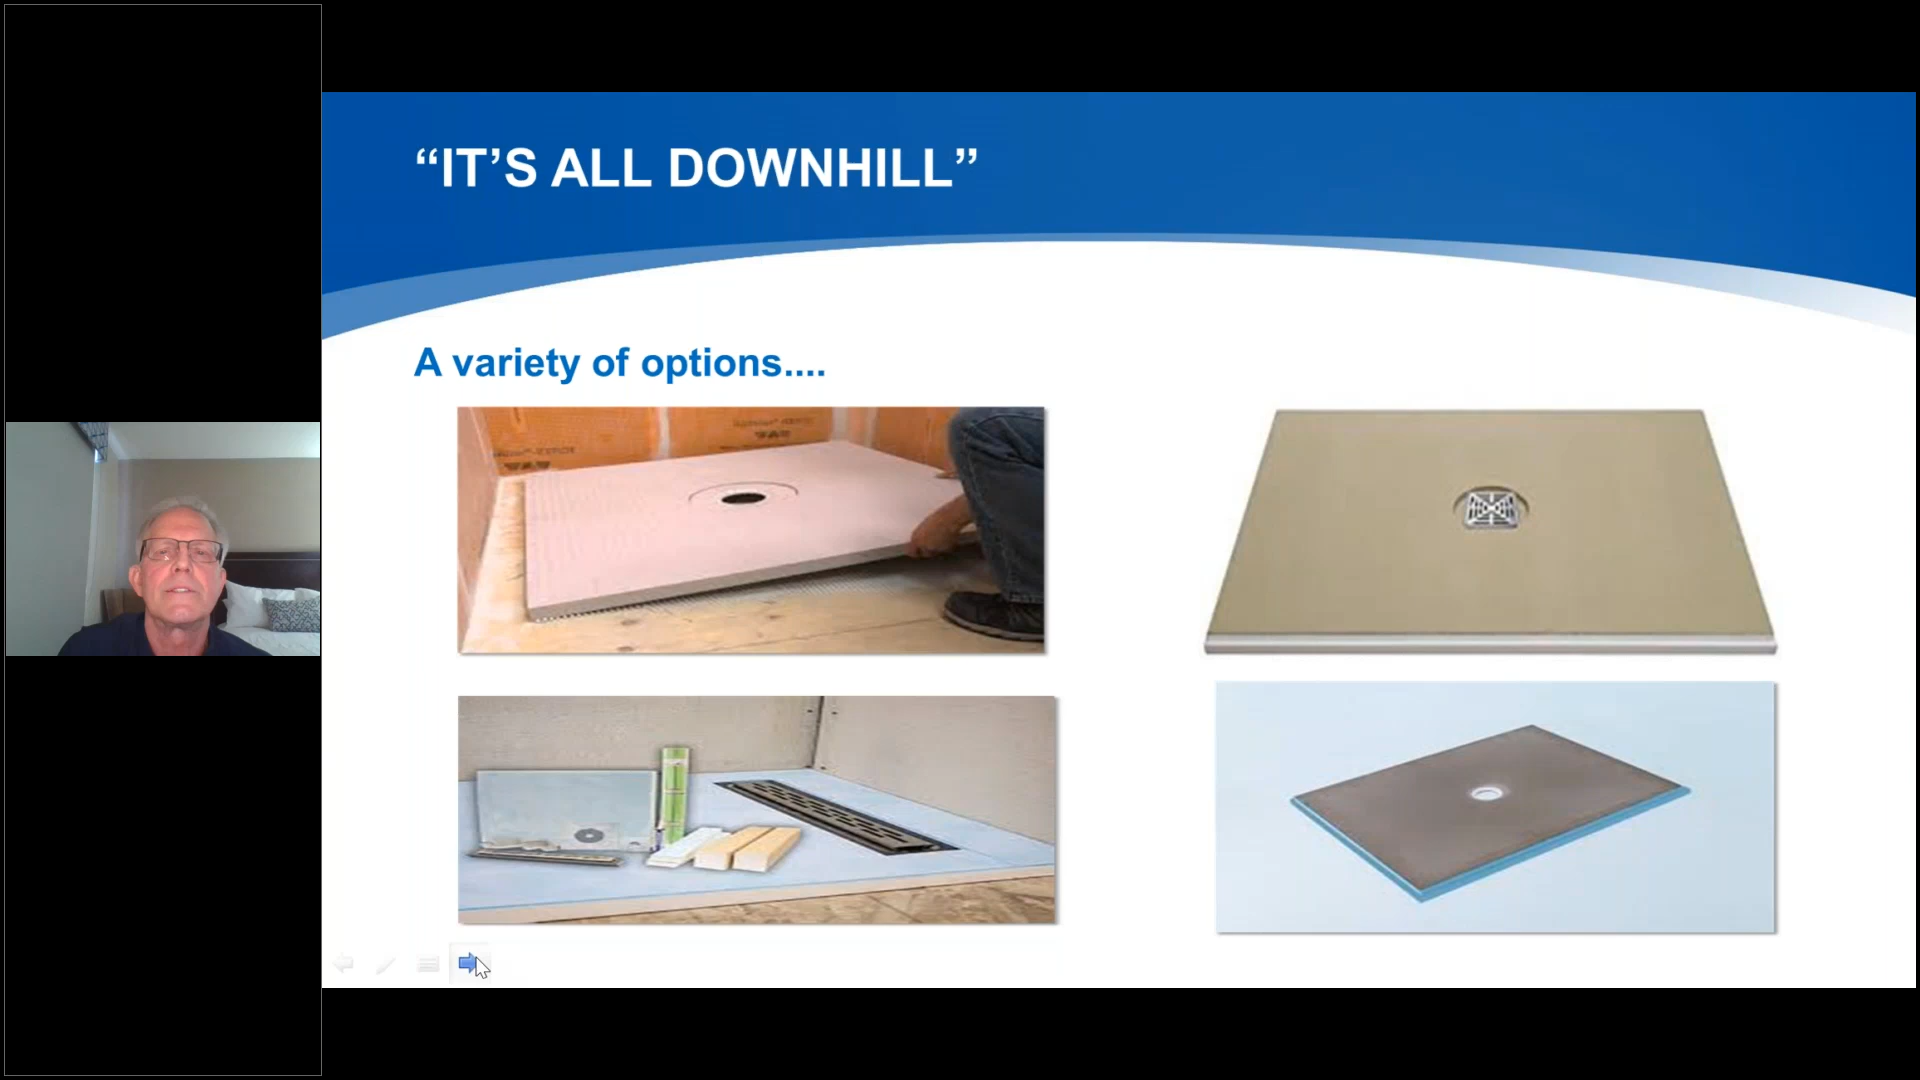 “IT’S ALL DOWNHILL”
A variety of options....